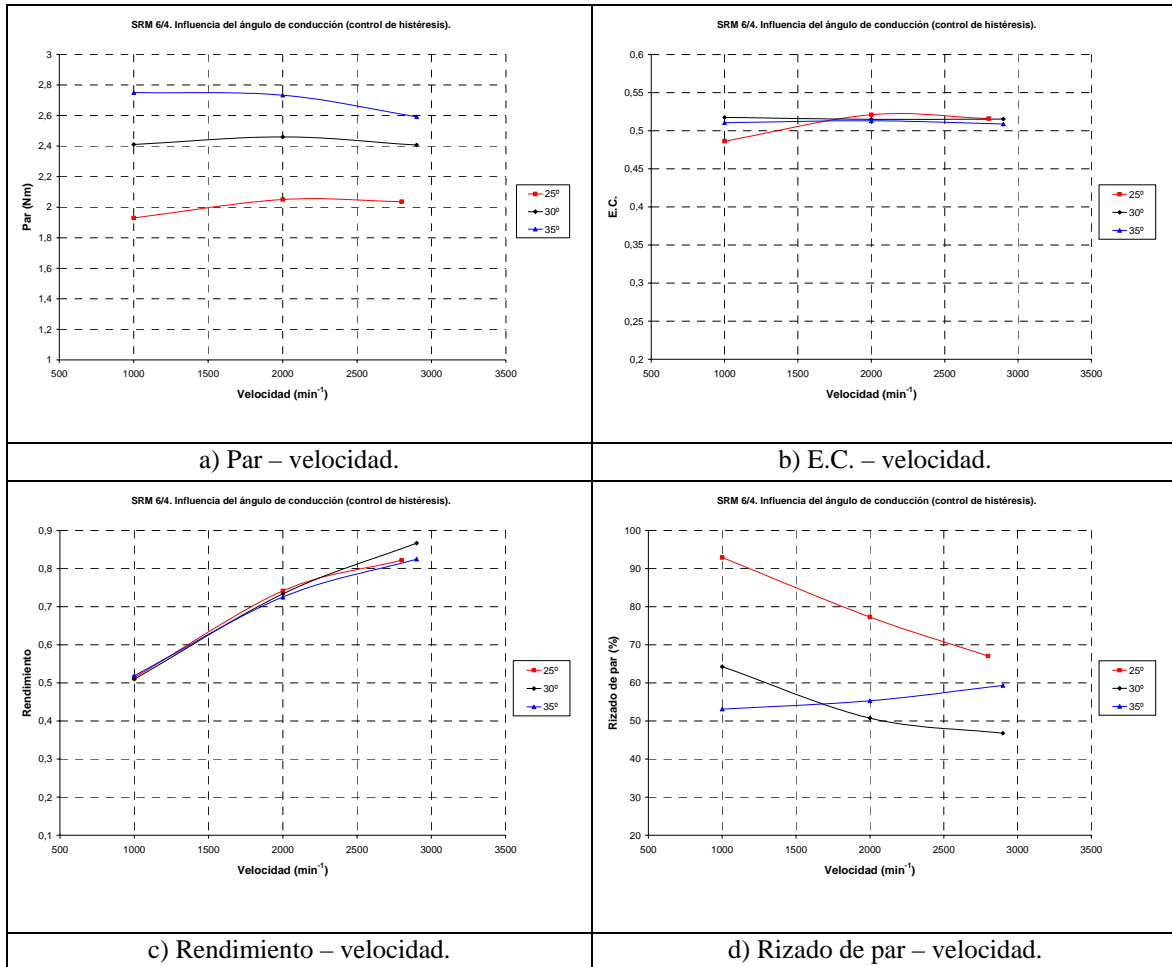 SRM 6/4. Influencia del ángulo de conducción (control de histéresis).
3
2,8
2,6
2,4
2,2
2
1,8
1,6
1,4
1,2
1
Par (Nm)
500 1000 1500 2000 2500 3000 3500
Velocidad (min⁻¹)
25º
30º
35º
a) Par – velocidad.
SRM 6/4. Influencia del ángulo de conducción (control de histéresis).
0,6
0,55
0,5
0,45
0,4
0,35
0,3
0,25
0,2
E.C.
500 1000 1500 2000 2500 3000 3500
Velocidad (min⁻¹)
25º
30º
35º
b) E.C. – velocidad.
SRM 6/4. Influencia del ángulo de conducción (control de histéresis).
0,9
0,8
0,7
0,6
0,5
0,4
0,3
0,2
0,1
Rendimiento
500 1000 1500 2000 2500 3000 3500
Velocidad (min⁻¹)
25º
30º
35º
c) Rendimiento – velocidad.
SRM 6/4. Influencia del ángulo de conducción (control de histéresis).
100
90
80
70
60
50
40
30
20
Rizado de par (%)
500 1000 1500 2000 2500 3000 3500
Velocidad (min⁻¹)
25º
30º
35º
d) Rizado de par – velocidad.